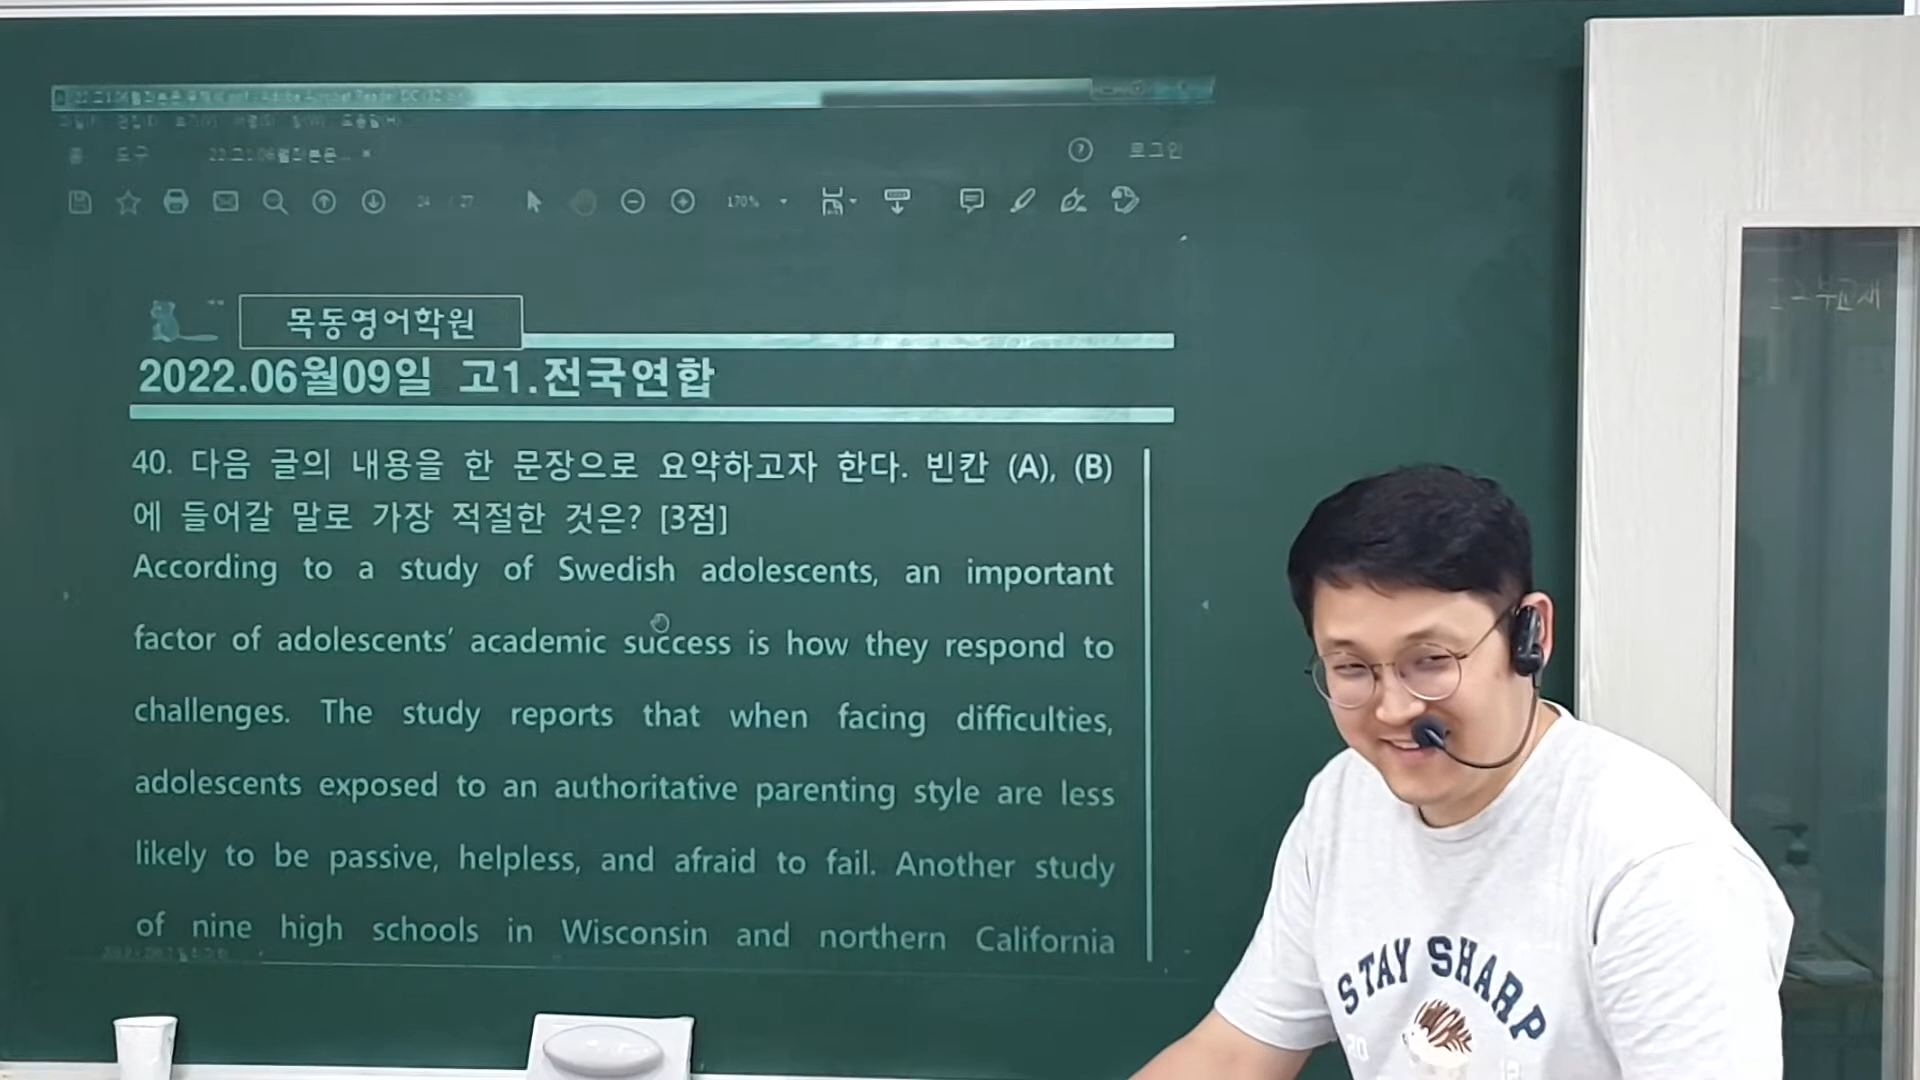 로그인
도구
24 / 27
170%
목동영어학원
2022.06월09일 고1.전국연합
40. 다음 글의 내용을 한 문장으로 요약하고자 한다. 빈칸 (A), (B)
에 들어갈 말로 가장 적절한 것은? [3점]
According to a study of Swedish adolescents, an important
factor of adolescents’ academic success is how they respond to
challenges. The study reports that when facing difficulties,
adolescents exposed to an authoritative parenting style are less
likely to be passive, helpless, and afraid to fail. Another study
of nine high schools in Wisconsin and northern California
STAY SHARP